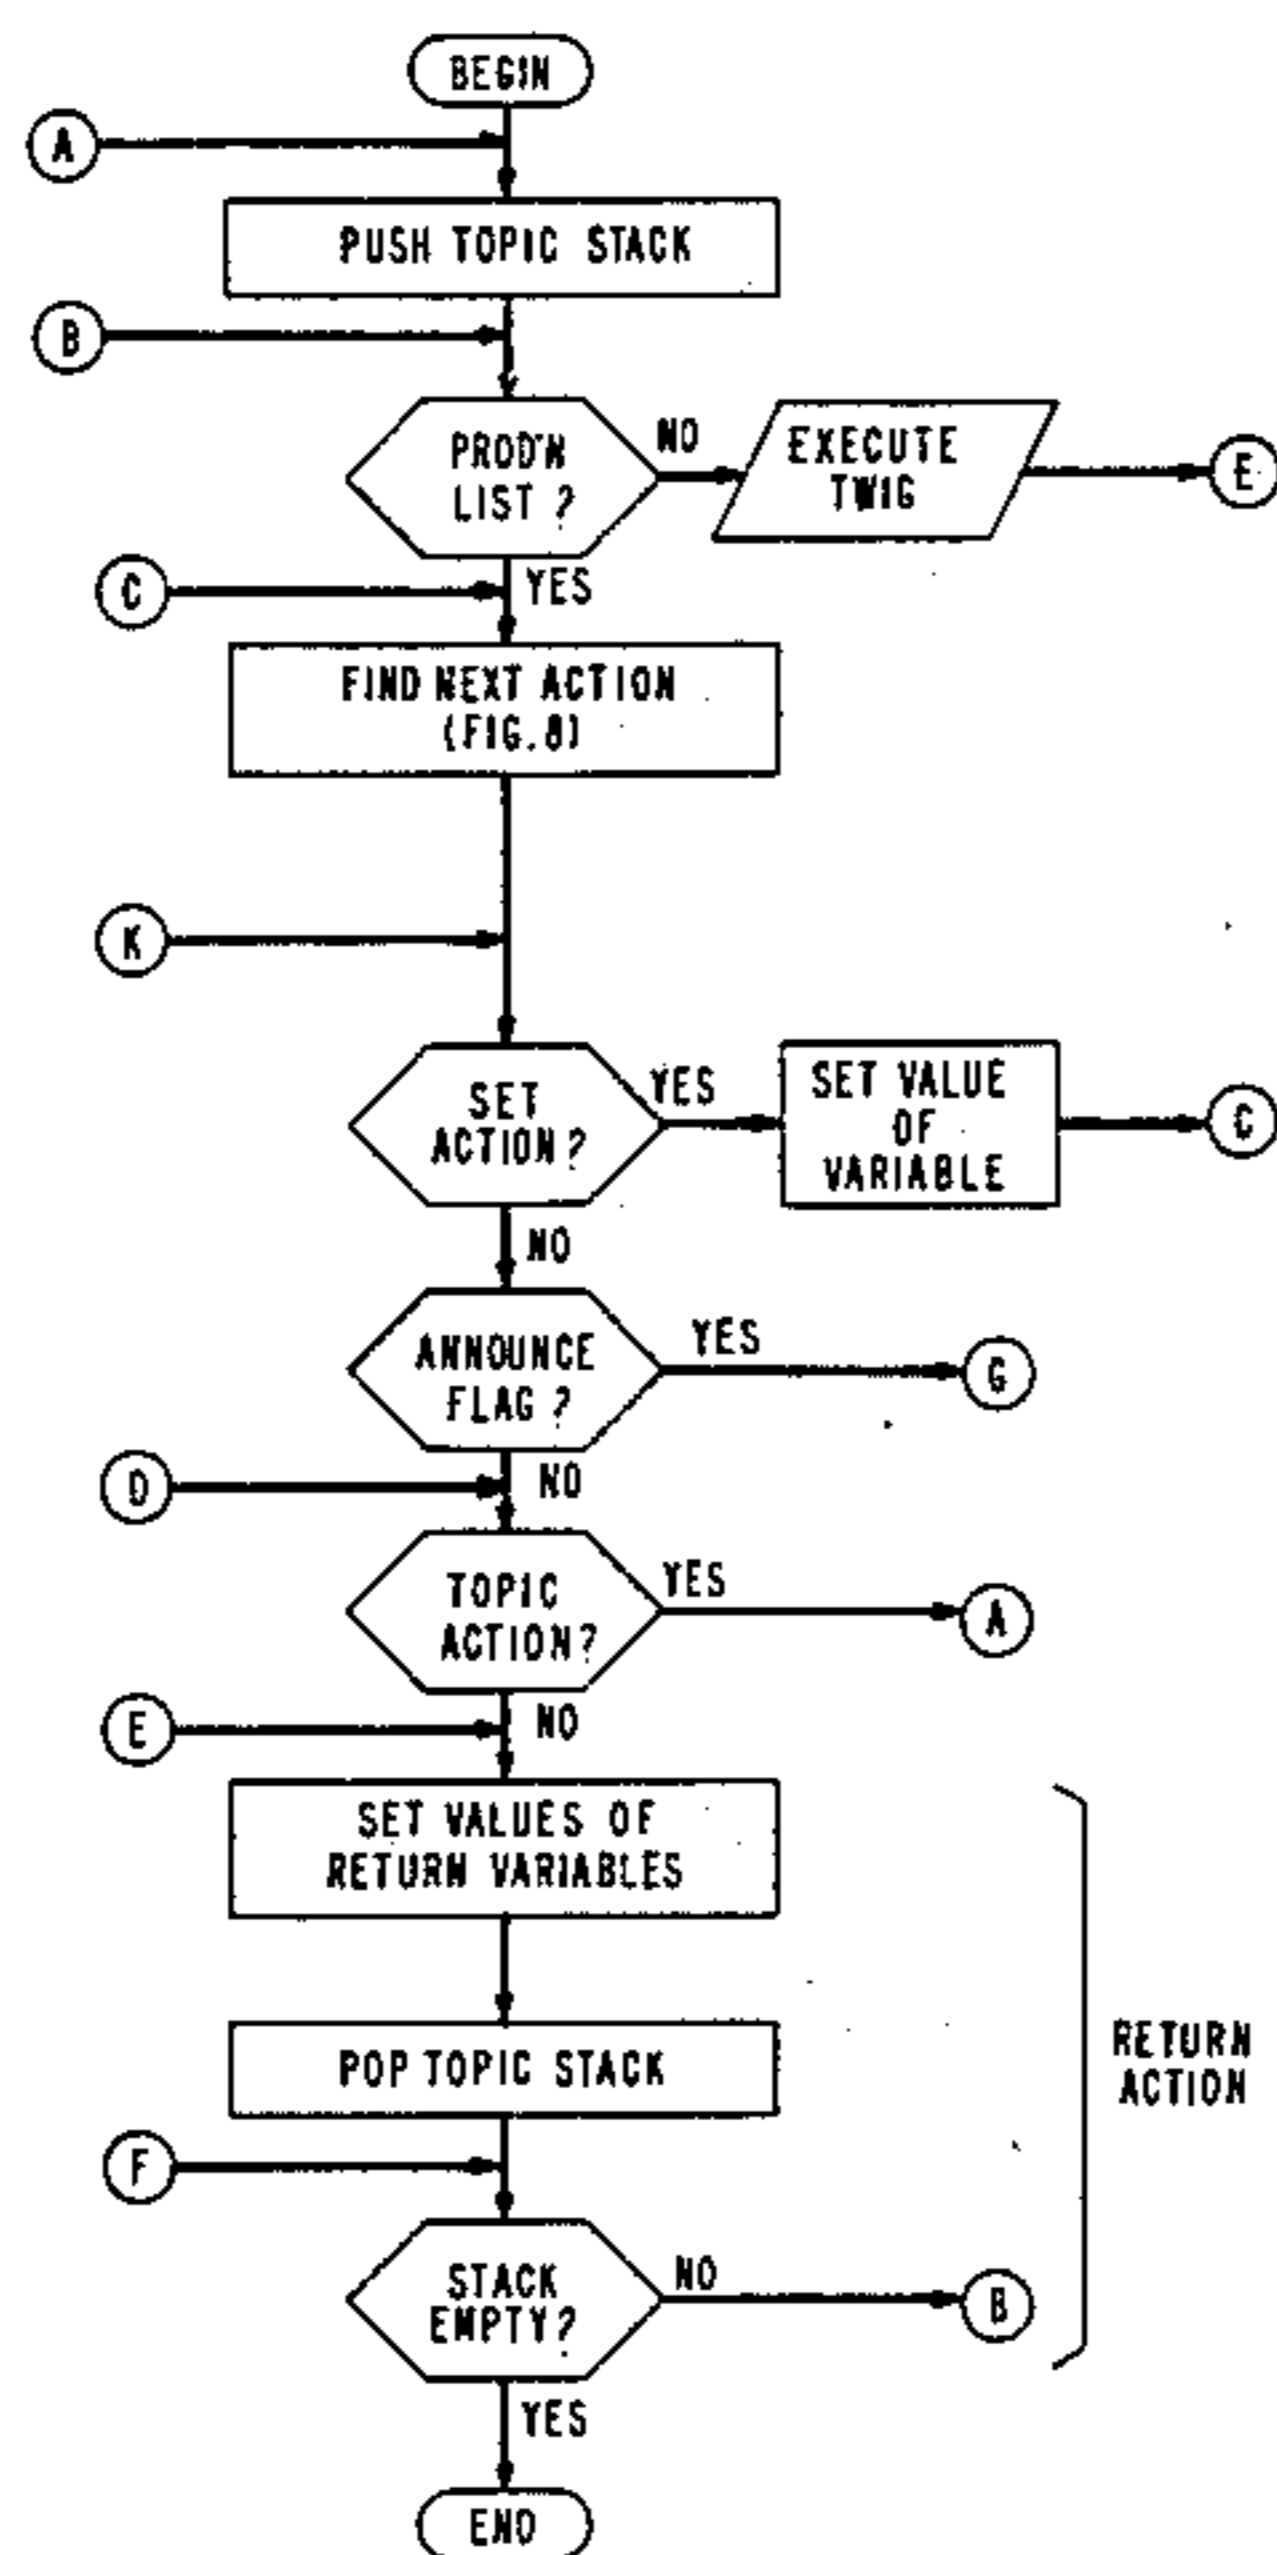 BEGIN
A
PUSH TOPIC STACK
B
PROD'N
LIST ?
NO
EXECUTE
TWIG
E
C
YES
FIND NEXT ACTION
(FIG. 8)
K
SET
ACTION?
YES
SET VALUE
OF
VARIABLE
C
NO
ANNOUNCE
FLAG ?
YES
G
D
NO
TOPIC
ACTION?
YES
A
E
NO
SET VALUES OF
RETURN VARIABLES
POP TOPIC STACK
RETURN
ACTION
F
STACK
EMPTY?
NO
B
YES
END